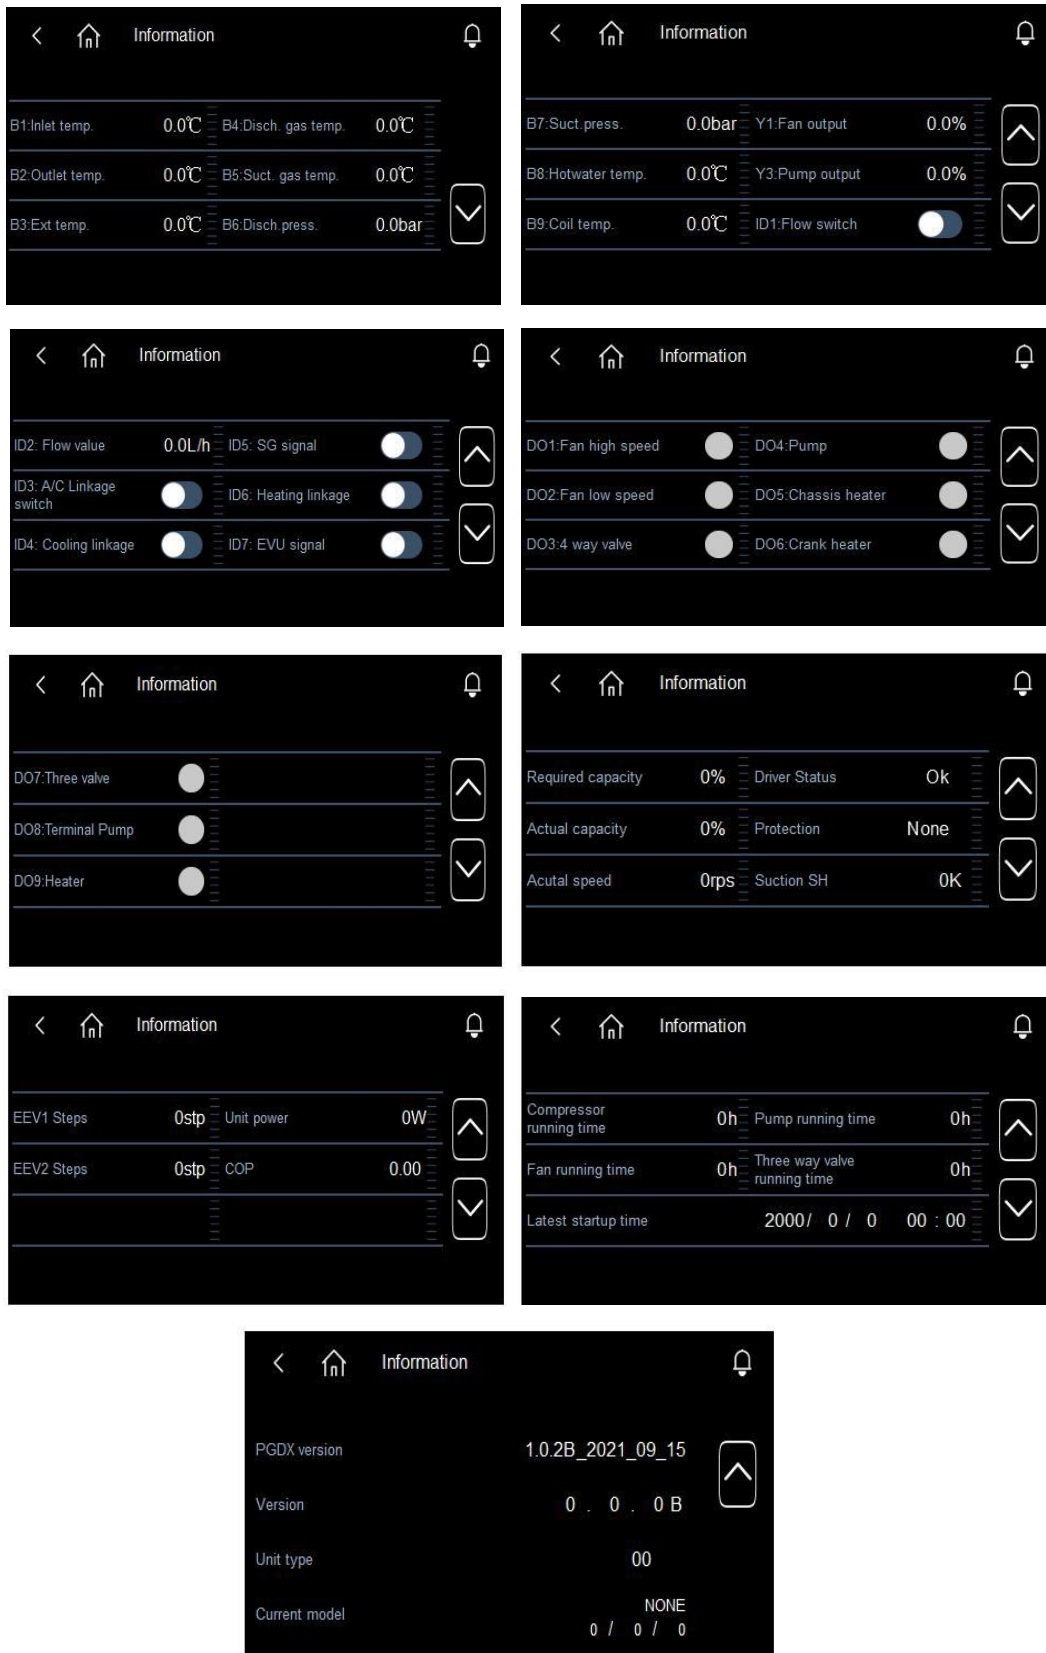 Information
B1:Inlet temp. 0.0℃ B4:Disch. gas temp. 0.0℃
B2:Outlet temp. 0.0℃ B5:Suct. gas temp. 0.0℃
B3:Ext temp. 0.0℃ B6:Disch.press. 0.0bar
Information
B7:Suct.press. 0.0bar Y1:Fan output 0.0%
B8:Hotwater temp. 0.0℃ Y3:Pump output 0.0%
B9:Coil temp. 0.0℃ ID1:Flow switch
Information
ID2: Flow value 0.0L/h ID5: SG signal
ID3: A/C Linkage
switch
ID6: Heating linkage
ID4: Cooling linkage ID7: EVU signal
Information
DO1:Fan high speed DO4:Pump
DO2:Fan low speed DO5:Chassis heater
DO3:4 way valve DO6:Crank heater
Information
DO7:Three valve
DO8:Terminal Pump
DO9:Heater
Information
Required capacity 0% Driver Status Ok
Actual capacity 0% Protection None
Acutal speed 0rps Suction SH 0K
Information
EEV1 Steps 0stp Unit power 0W
EEV2 Steps 0stp COP 0.00
Information
Compressor
running time 0h Pump running time 0h
Fan running time 0h Three way valve
running time 0h
Latest startup time 2000/ 0 / 0 00 : 00
Information
PGDX version 1.0.2B_2021_09_15
Version 0 . 0 . 0 B
Unit type 00
Current model NONE
0 / 0 / 0